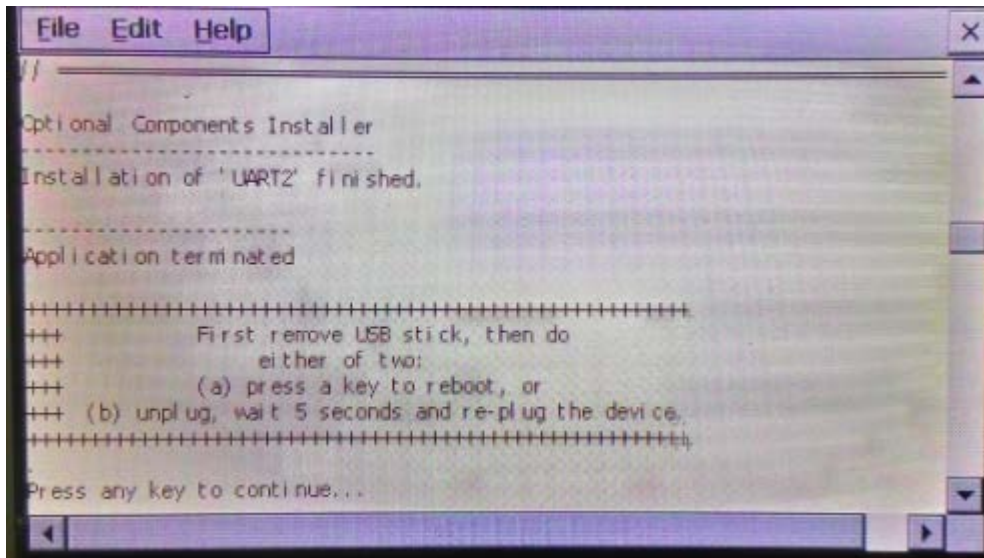 File Edit Help
// ==================================================
Optional Components Installer
------------------------------
Installation of 'UART2' finished.
-----------------------
Application terminated
+++++++++++++++++++++++++++++++++++++++++++++++++++++++++
+++ First remove USB stick, then do
+++ either of two:
+++ (a) press a key to reboot, or
+++ (b) unplug, wait 5 seconds and re-plug the device.
+++++++++++++++++++++++++++++++++++++++++++++++++++++++++
Press any key to continue...